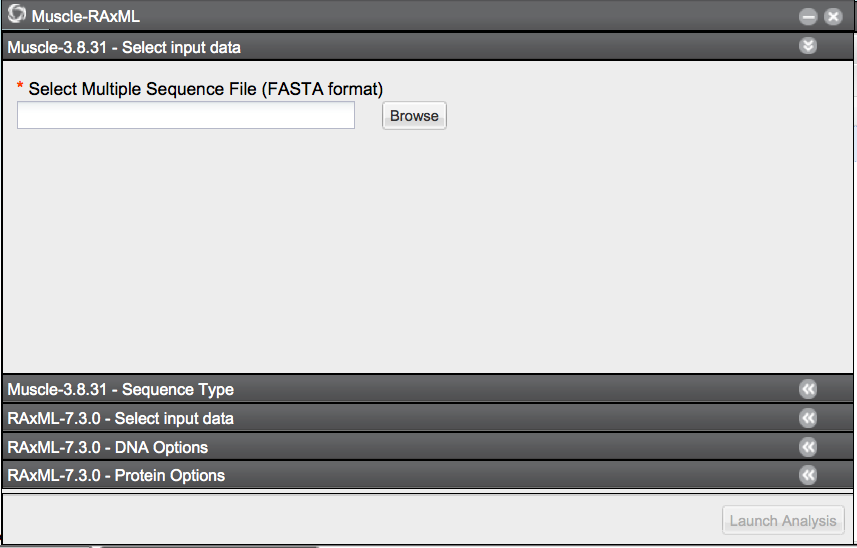 Muscle-RAxML
Muscle-3.8.31 - Select input data
* Select Multiple Sequence File (FASTA format)
Browse
Muscle-3.8.31 - Sequence Type
RAxML-7.3.0 - Select input data
RAxML-7.3.0 - DNA Options
RAxML-7.3.0 - Protein Options
Launch Analysis